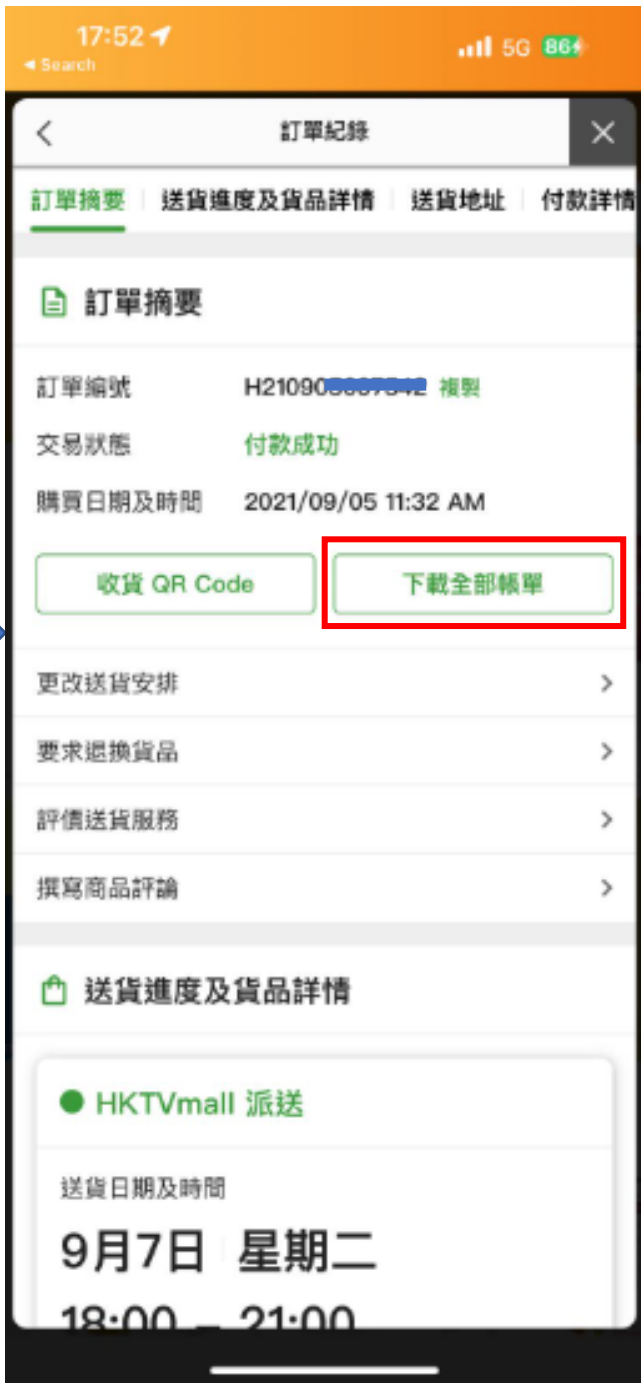 17:52
5G 86
◀ Search
訂單紀錄
訂單摘要 送貨進度及貨品詳情 送貨地址 付款詳情
訂單摘要
訂單編號 H21090 複製
交易狀態 付款成功
購買日期及時間 2021/09/05 11:32 AM
收貨 QR Code 下載全部帳單
更改送貨安排
要求退換貨品
評價送貨服務
撰寫商品評論
送貨進度及貨品詳情
HKTVmall 派送
送貨日期及時間
9月7日 星期二
18:00 – 21:00